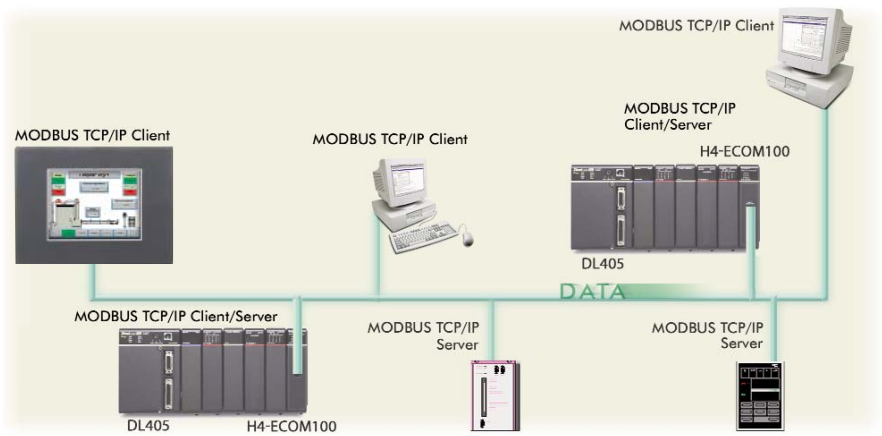 MODBUS TCP/IP Client
MODBUS TCP/IP
Client/Server
MODBUS TCP/IP Client
MODBUS TCP/IP Client
H4-ECOM100
DL405
DATA
MODBUS TCP/IP Client/Server
MODBUS TCP/IP
Server
MODBUS TCP/IP
Server
DL405
H4-ECOM100